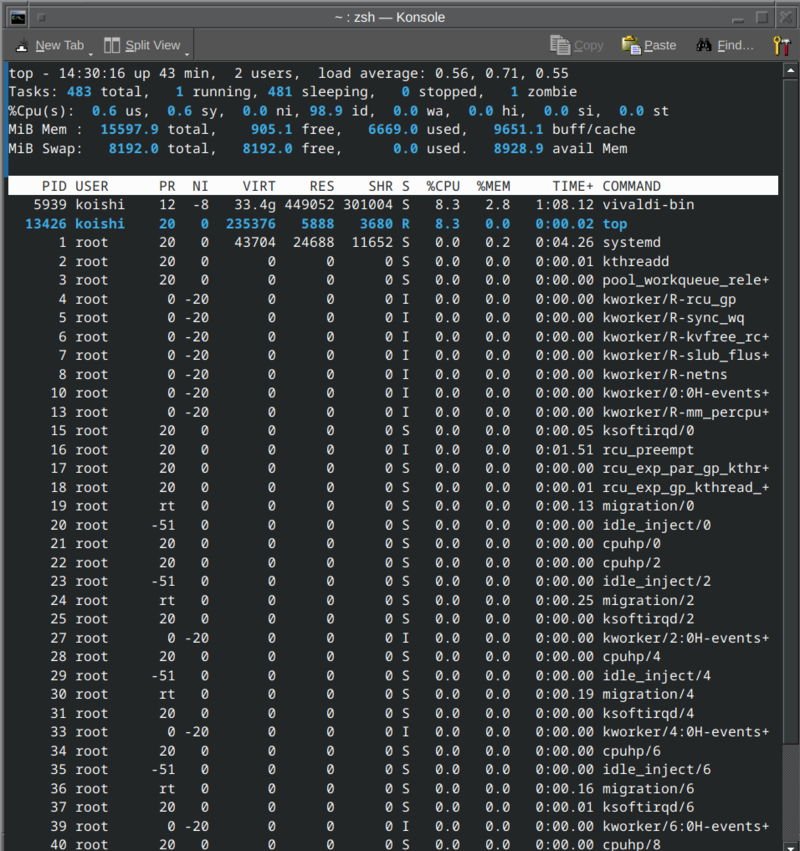 ~ : zsh — Konsole
New Tab Split View Copy Paste Find…
top - 14:30:16 up 43 min,  2 users,  load average: 0.56, 0.71, 0.55
Tasks: 483 total,   1 running, 481 sleeping,   0 stopped,   1 zombie
%Cpu(s):  0.6 us,  0.6 sy,  0.0 ni, 98.9 id,  0.0 wa,  0.0 hi,  0.0 si,  0.0 st
MiB Mem :  15597.9 total,    905.1 free,   6669.0 used,   9651.1 buff/cache
MiB Swap:   8192.0 total,   8192.0 free,      0.0 used.   8928.9 avail Mem
PID USER PR NI VIRT RES SHR S %CPU %MEM TIME+ COMMAND
5939 koishi 12 -8 33.4g 449052 301004 S 8.3 2.8 1:08.12 vivaldi-bin
13426 koishi 20 0 235376 5888 3680 R 8.3 0.0 0:00.02 top
1 root 20 0 43704 24688 11652 S 0.0 0.2 0:04.26 systemd
2 root 20 0 0 0 0 S 0.0 0.0 0:00.01 kthreadd
3 root 20 0 0 0 0 S 0.0 0.0 0:00.00 pool_workqueue_rele+
4 root 0 -20 0 0 0 I 0.0 0.0 0:00.00 kworker/R-rcu_gp
5 root 0 -20 0 0 0 I 0.0 0.0 0:00.00 kworker/R-sync_wq
6 root 0 -20 0 0 0 I 0.0 0.0 0:00.00 kworker/R-kvfree_rc+
7 root 0 -20 0 0 0 I 0.0 0.0 0:00.00 kworker/R-slub_flus+
8 root 0 -20 0 0 0 I 0.0 0.0 0:00.00 kworker/R-netns
10 root 0 -20 0 0 0 I 0.0 0.0 0:00.00 kworker/0:0H-events+
13 root 0 -20 0 0 0 I 0.0 0.0 0:00.00 kworker/R-mm_percpu+
15 root 20 0 0 0 0 S 0.0 0.0 0:00.05 ksoftirqd/0
16 root 20 0 0 0 0 I 0.0 0.0 0:01.51 rcu_preempt
17 root 20 0 0 0 0 S 0.0 0.0 0:00.00 rcu_exp_par_gp_kthr+
18 root 20 0 0 0 0 S 0.0 0.0 0:00.01 rcu_exp_gp_kthread_+
19 root rt 0 0 0 0 S 0.0 0.0 0:00.13 migration/0
20 root -51 0 0 0 0 S 0.0 0.0 0:00.00 idle_inject/0
21 root 20 0 0 0 0 S 0.0 0.0 0:00.00 cpuhp/0
22 root 20 0 0 0 0 S 0.0 0.0 0:00.00 cpuhp/2
23 root -51 0 0 0 0 S 0.0 0.0 0:00.00 idle_inject/2
24 root rt 0 0 0 0 S 0.0 0.0 0:00.25 migration/2
25 root 20 0 0 0 0 S 0.0 0.0 0:00.00 ksoftirqd/2
27 root 0 -20 0 0 0 I 0.0 0.0 0:00.00 kworker/2:0H-events+
28 root 20 0 0 0 0 S 0.0 0.0 0:00.00 cpuhp/4
29 root -51 0 0 0 0 S 0.0 0.0 0:00.00 idle_inject/4
30 root rt 0 0 0 0 S 0.0 0.0 0:00.19 migration/4
31 root 20 0 0 0 0 S 0.0 0.0 0:00.00 ksoftirqd/4
33 root 0 -20 0 0 0 I 0.0 0.0 0:00.00 kworker/4:0H-events+
34 root 20 0 0 0 0 S 0.0 0.0 0:00.00 cpuhp/6
35 root -51 0 0 0 0 S 0.0 0.0 0:00.00 idle_inject/6
36 root rt 0 0 0 0 S 0.0 0.0 0:00.16 migration/6
37 root 20 0 0 0 0 S 0.0 0.0 0:00.01 ksoftirqd/6
39 root 0 -20 0 0 0 I 0.0 0.0 0:00.00 kworker/6:0H-events+
40 root 20 0 0 0 0 S 0.0 0.0 0:00.00 cpuhp/8